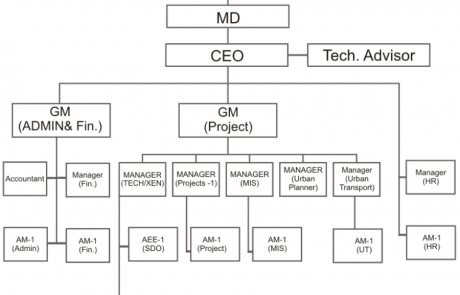 MD
CEO
Tech. Advisor
GM
(ADMIN& Fin.)
GM
(Project)
Accountant
Manager
(Fin.)
MANAGER
(TECH/XEN)
MANAGER
(Projects -1)
MANAGER
(MIS)
MANAGER
(Urban
Planner)
Manager
(Urban
Transport)
Manager
(HR)
AM-1
(Admin)
AM-1
(Fin.)
AEE-1
(SDO)
AM-1
(Project)
AM-1
(MIS)
AM-1
(UT)
AM-1
(HR)